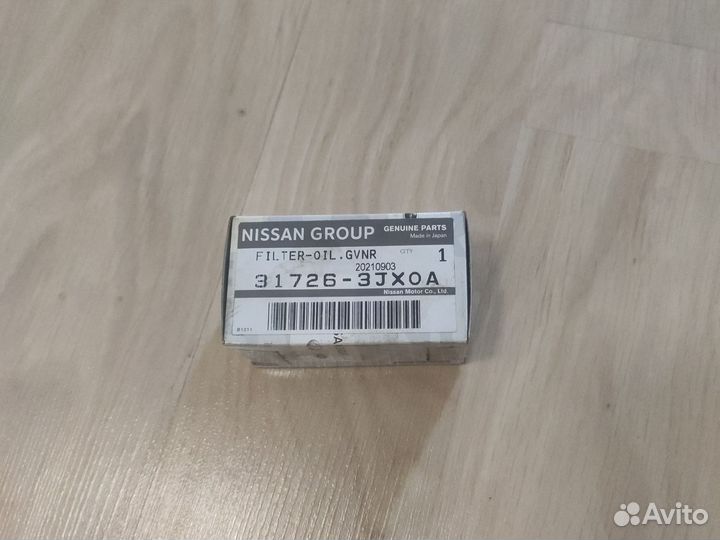 NISSAN GROUP GENUINE PARTS
Made in Japan
FILTER-OIL.GVNR QTY 1
20210903
31726-3JX0A
Nissan Motor Co., Ltd.
B1211
Avito